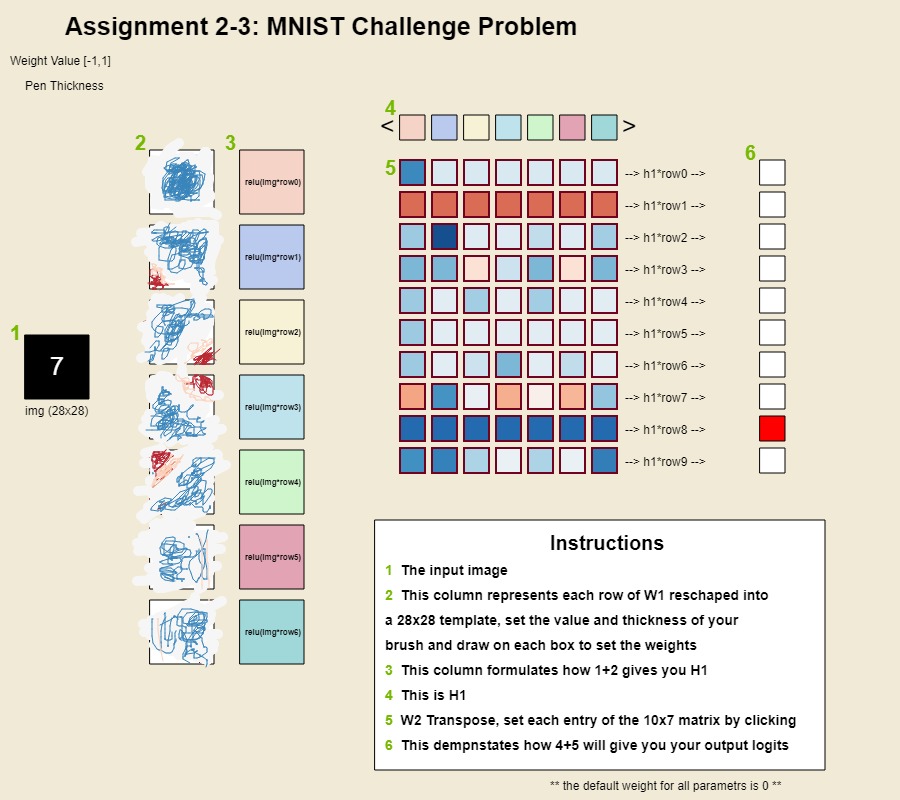 Assignment 2-3: MNIST Challenge Problem
Weight Value [-1,1]
Pen Thickness
4
< >
2 3
5
6
relu(img*row0)
--> h1*row0 -->
--> h1*row1 -->
relu(img*row1)
--> h1*row2 -->
--> h1*row3 -->
--> h1*row4 -->
relu(img*row2)
1
--> h1*row5 -->
7
--> h1*row6 -->
img (28x28)
relu(img*row3)
--> h1*row7 -->
--> h1*row8 -->
--> h1*row9 -->
relu(img*row4)
relu(img*row5)
relu(img*row6)
Instructions
1 The input image
2 This column represents each row of W1 reschaped into
a 28x28 template, set the value and thickness of your
brush and draw on each box to set the weights
3 This column formulates how 1+2 gives you H1
4 This is H1
5 W2 Transpose, set each entry of the 10x7 matrix by clicking
6 This dempnstates how 4+5 will give you your output logits
** the default weight for all parametrs is 0 **